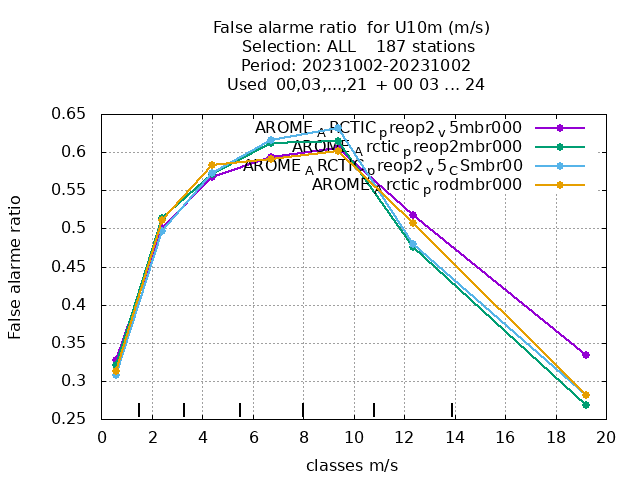 False alarme ratio  for U10m (m/s)
Selection: ALL    187 stations
Period: 20231002-20231002
Used  00,03,...,21  + 00 03 ... 24
0.65
0.6
0.55
0.5
0.45
0.4
0.35
0.3
0.25
False alarme ratio
AROME_ARCTIC_preop2_v5mbr000
AROME_Arctic_preop2mbr000
AROME_ARCTIC_preop2_v5_CSmbr00
AROME_Arctic_prodmbr000
0 2 4 6 8 10 12 14 16 18 20
classes m/s